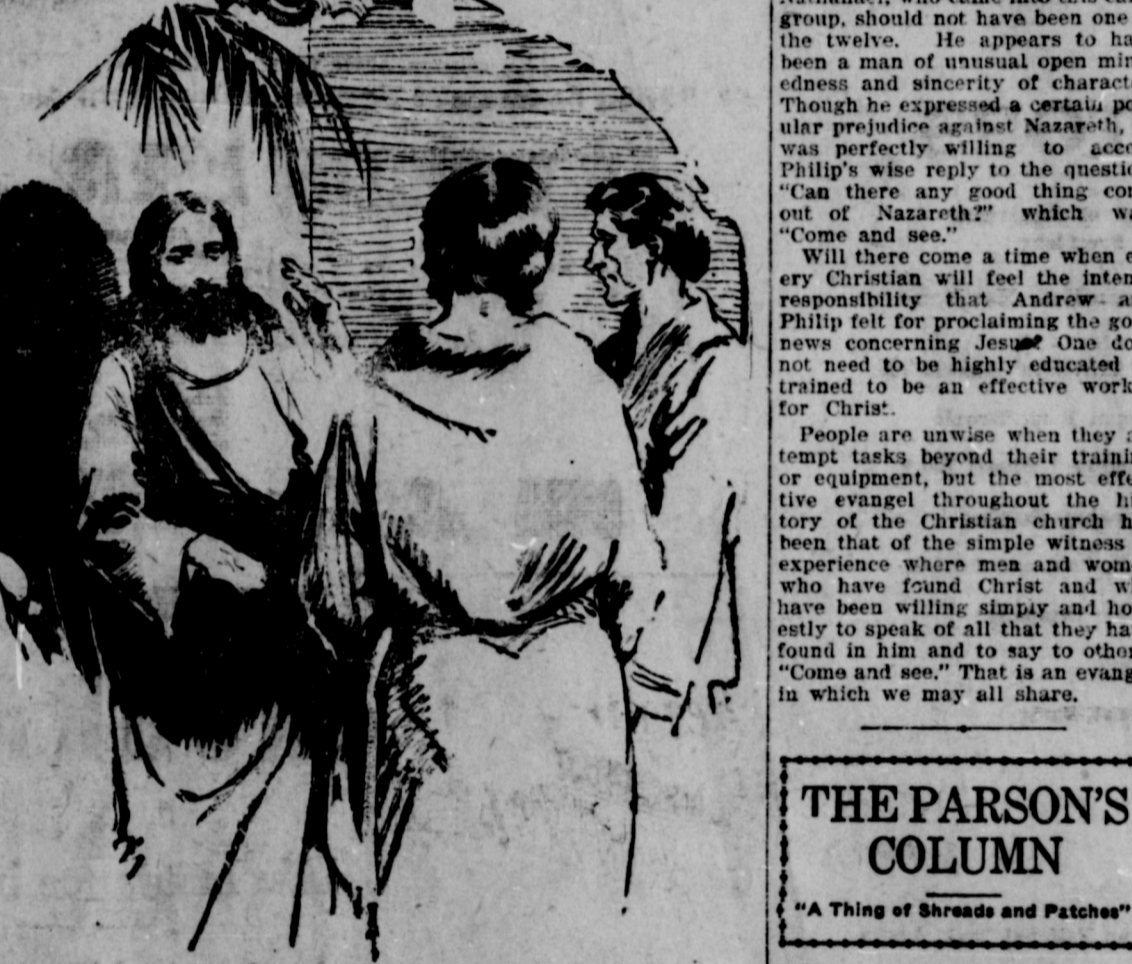 group, should not have been one
the twelve. He appears to ha
been a man of unusual open min
edness and sincerity of charact
Though he expressed a certain po
ular prejudice against Nazareth,
was perfectly willing to acce
Philip's wise reply to the questio
"Can there any good thing co
out of Nazareth?" which w
"Come and see."
Will there come a time when e
ery Christian will feel the inten
responsibility that Andrew a
Philip felt for proclaiming the go
news concerning Jesus? One do
not need to be highly educated
trained to be an effective work
for Christ.
People are unwise when they a
tempt tasks beyond their traini
or equipment, but the most effe
tive evangel throughout the hi
tory of the Christian church h
been that of the simple witness
experience where men and wom
who have found Christ and w
have been willing simply and ho
estly to speak of all that they ha
found in him and to say to other
"Come and see." That is an evang
in which we may all share.
THE PARSON'S
COLUMN
"A Thing of Shreads and Patches"